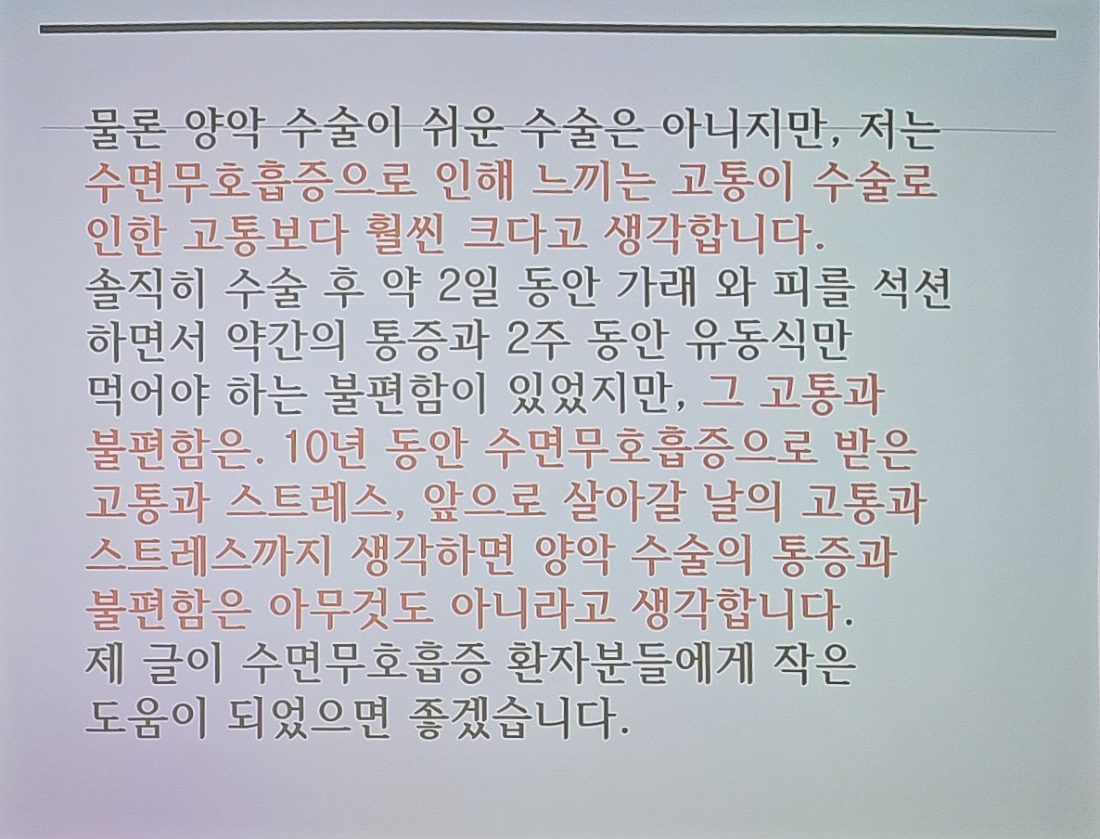 물론 양악 수술이 쉬운 수술은 아니지만, 저는
수면무호흡증으로 인해 느끼는 고통이 수술로
인한 고통보다 훨씬 크다고 생각합니다.
솔직히 수술 후 약 2일 동안 가래 와 피를 석션
하면서 약간의 통증과 2주 동안 유동식만
먹어야 하는 불편함이 있었지만, 그 고통과
불편함은. 10년 동안 수면무호흡증으로 받은
고통과 스트레스, 앞으로 살아갈 날의 고통과
스트레스까지 생각하면 양악 수술의 통증과
불편함은 아무것도 아니라고 생각합니다.
제 글이 수면무호흡증 환자분들에게 작은
도움이 되었으면 좋겠습니다.